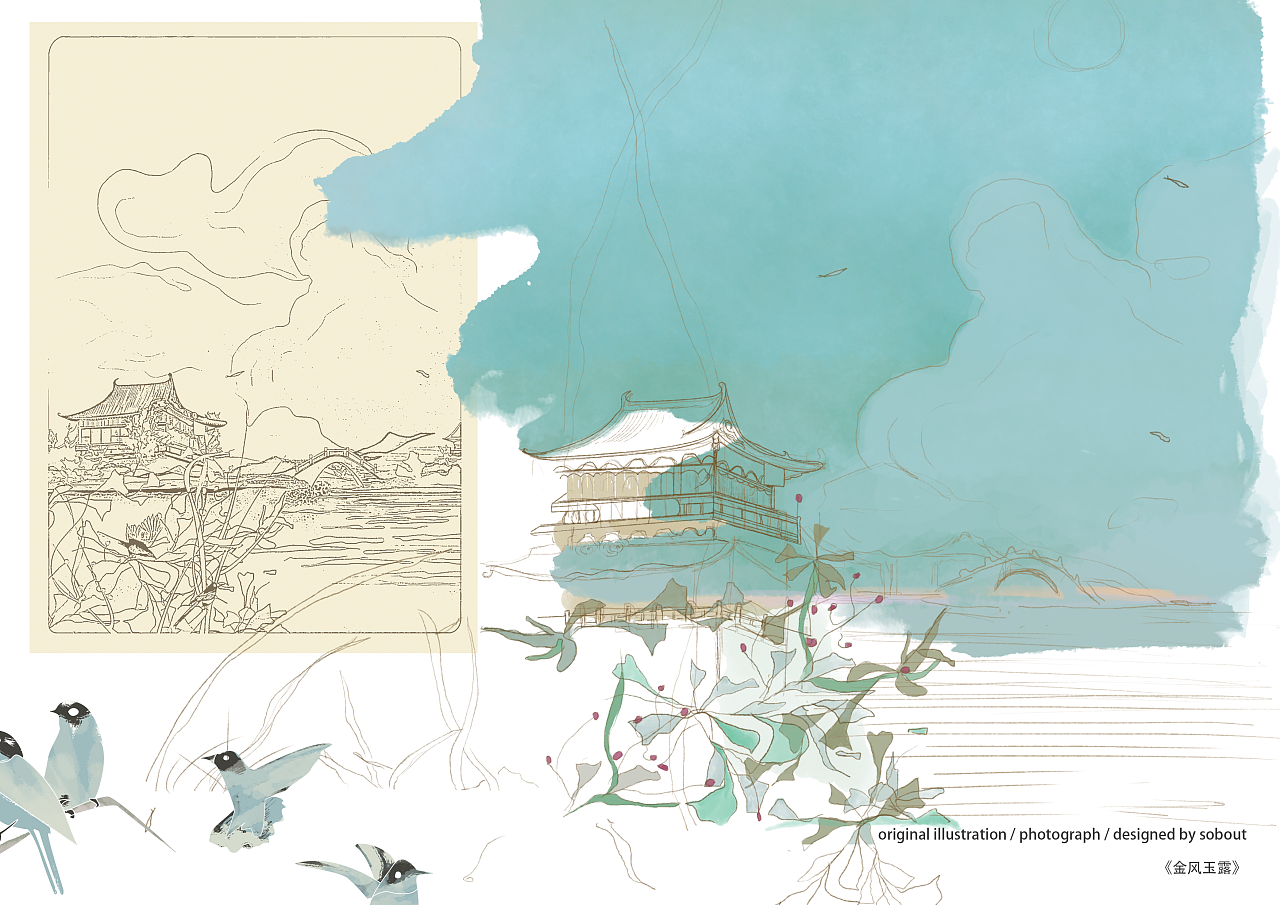 original illustration / photograph / designed by sobout
《金风玉露》